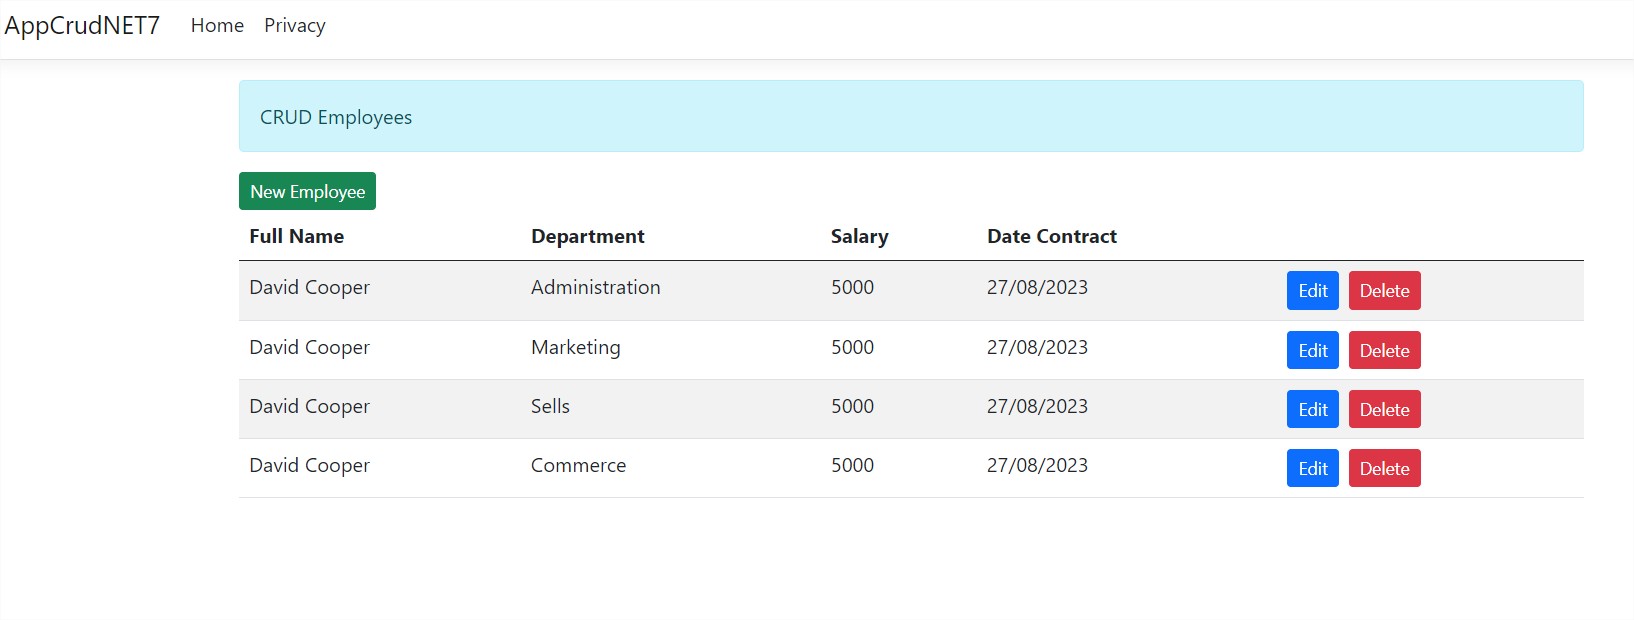 AppCrudNET7 Home Privacy
CRUD Employees
New Employee
Full Name Department Salary Date Contract
David Cooper Administration 5000 27/08/2023 Edit Delete
David Cooper Marketing 5000 27/08/2023 Edit Delete
David Cooper Sells 5000 27/08/2023 Edit Delete
David Cooper Commerce 5000 27/08/2023 Edit Delete